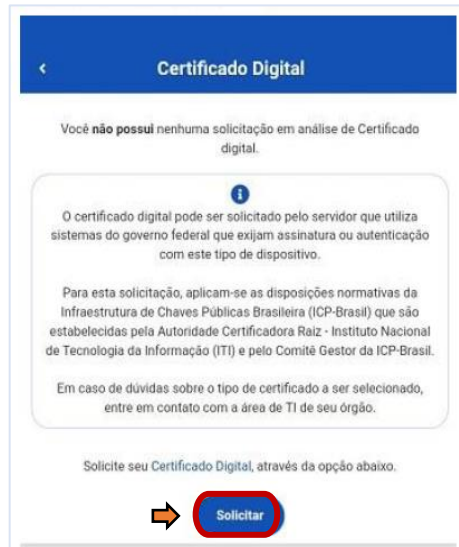 Certificado Digital
Você não possui nenhuma solicitação em análise de Certificado
digital.
O certificado digital pode ser solicitado pelo servidor que utiliza
sistemas do governo federal que exijam assinatura ou autenticação
com este tipo de dispositivo.
Para esta solicitação, aplicam-se as disposições normativas da
Infraestrutura de Chaves Públicas Brasileira (ICP-Brasil) que são
estabelecidas pela Autoridade Certificadora Raiz - Instituto Nacional
de Tecnologia da Informação (ITI) e pelo Comitê Gestor da ICP-Brasil.
Em caso de dúvidas sobre o tipo de certificado a ser selecionado,
entre em contato com a área de TI de seu órgão.
Solicite seu Certificado Digital, através da opção abaixo.
Solicitar